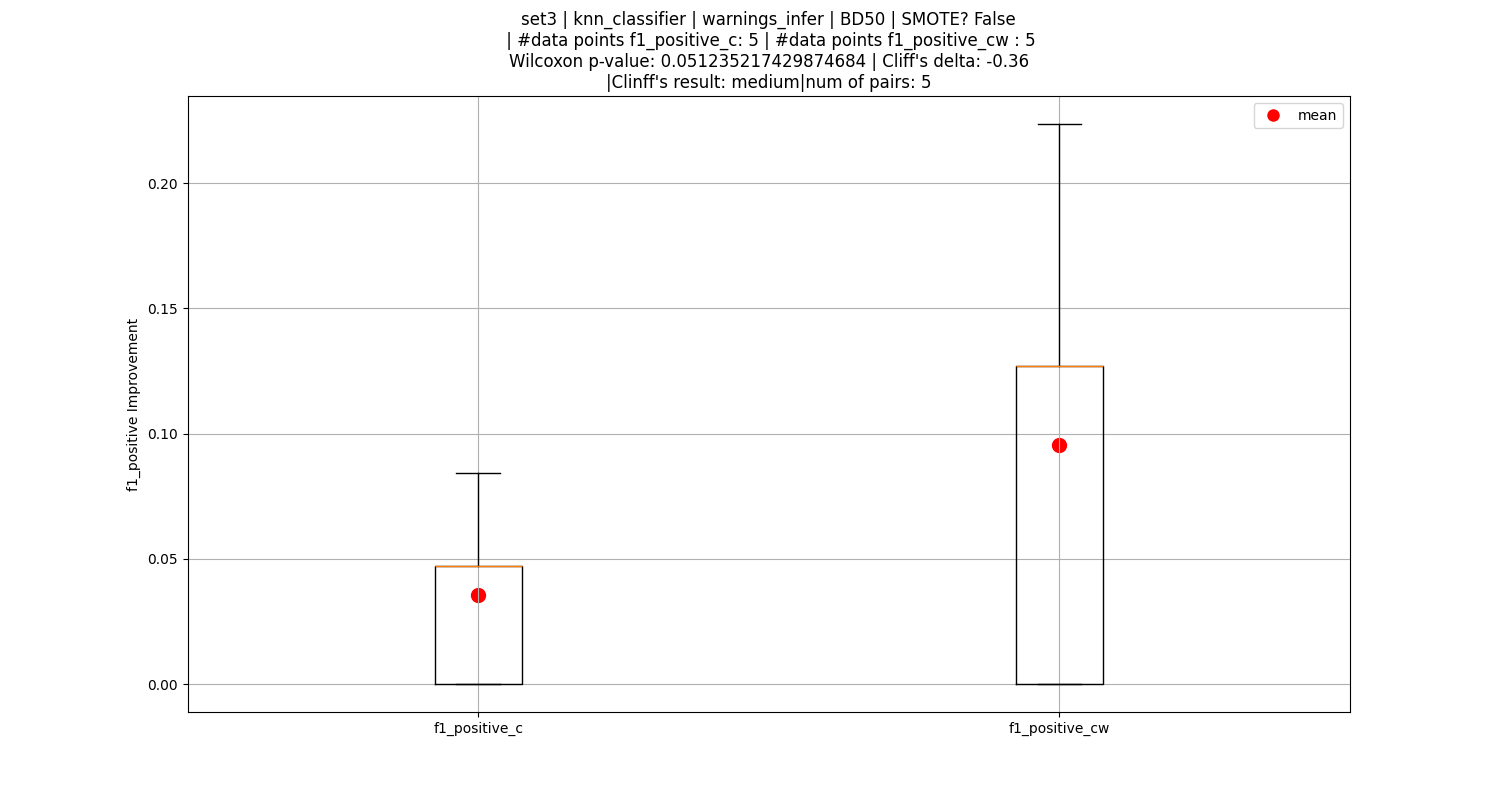 set3 | knn_classifier | warnings_infer | BD50 | SMOTE? False
| #data points f1_positive_c: 5 | #data points f1_positive_cw : 5
Wilcoxon p-value: 0.051235217429874684 | Cliff's delta: -0.36
|Clinff's result: medium|num of pairs: 5
mean
f1_positive Improvement
0.20
0.15
0.10
0.05
0.00
f1_positive_c
f1_positive_cw